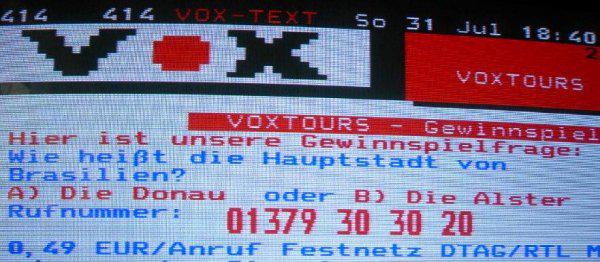 414 414 VOX-TEXT So 31 Jul 18:40
VOX
2
VOXTOURS
VOXTOURS - Gewinnspiel
Hier ist unsere Gewinnspielfrage:
Wie heißt die Hauptstadt von
Brasilien?
A) Die Donau oder B) Die Alster
Rufnummer: 01379 30 30 20
0,49 EUR/Anruf Festnetz DTAG/RTL M